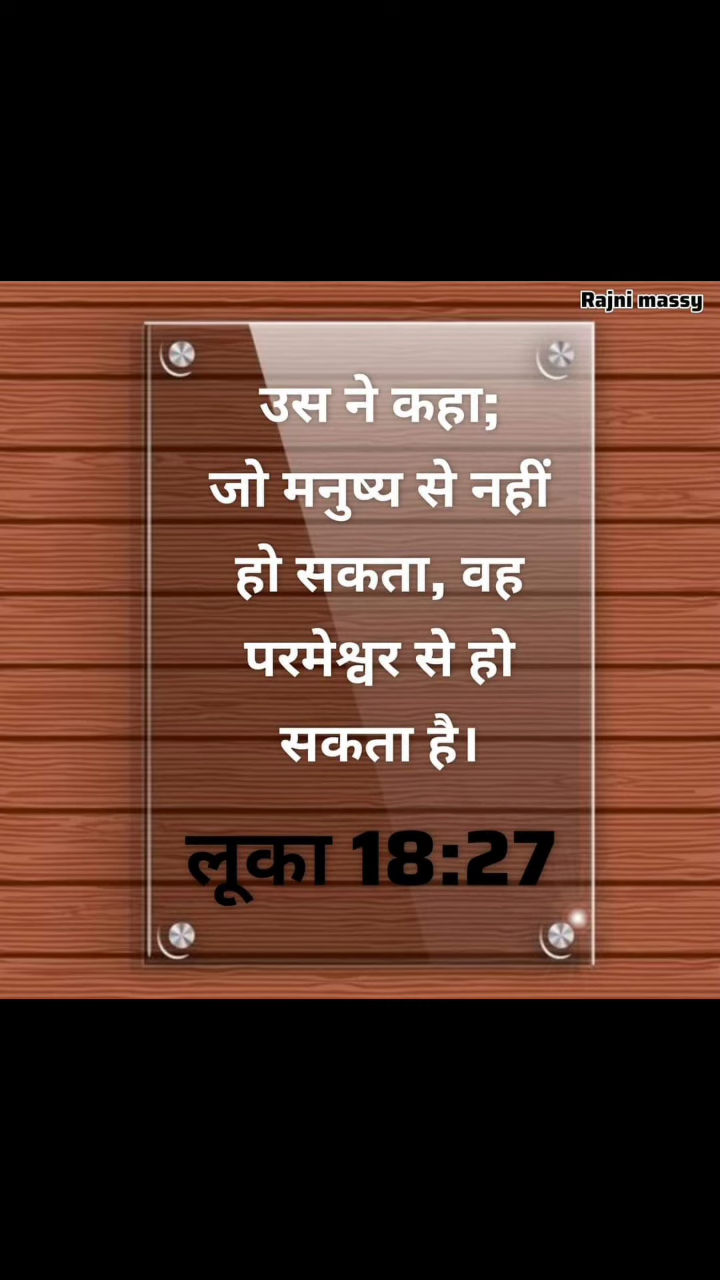 Rajni massy
उस ने कहा;
जो मनुष्य से नहीं
हो सकता, वह
परमेश्वर से हो
सकता है।
लूका 18:27